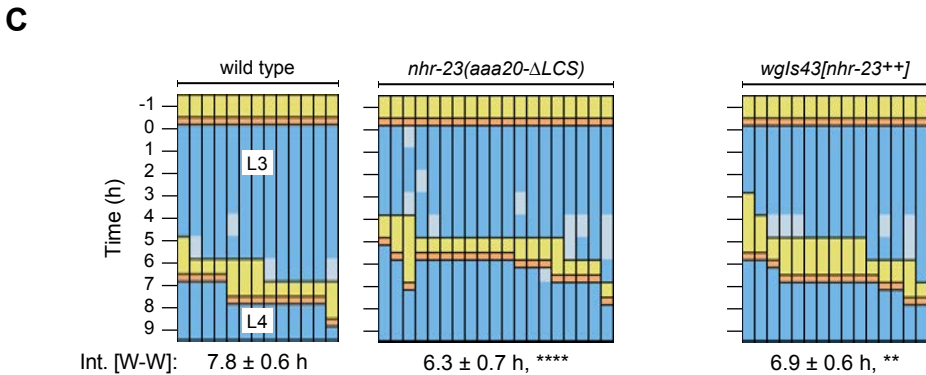 C
wild type
nhr-23(aaa20-ΔLCS)
wgIs43[nhr-23++]
Time (h)
-1
0
1
2
3
4
5
6
7
8
9
L3
L4
Int. [W-W]: 7.8 ± 0.6 h 6.3 ± 0.7 h, **** 6.9 ± 0.6 h, **